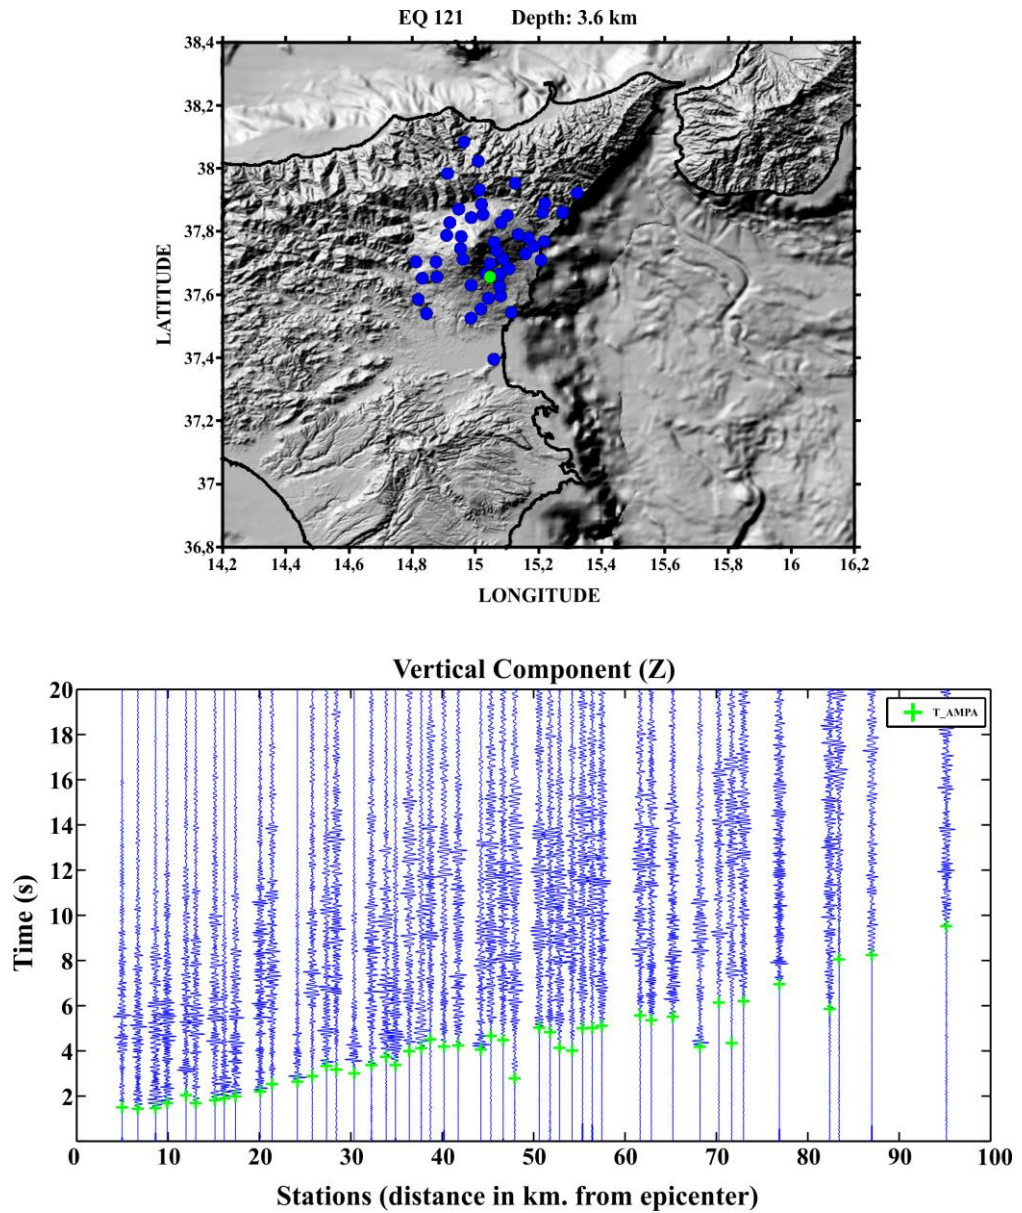 EQ 121 Depth: 3.6 km
38,4
38,2
38
37,8
37,6
37,4
37,2
37
36,8
LATITUDE
14,2 14,4 14,6 14,8 15 15,2 15,4 15,6 15,8 16 16,2
LONGITUDE
Vertical Component (Z)
T_AMPA
20
18
16
14
12
10
8
6
4
2
Time (s)
0 10 20 30 40 50 60 70 80 90 100
Stations (distance in km. from epicenter)